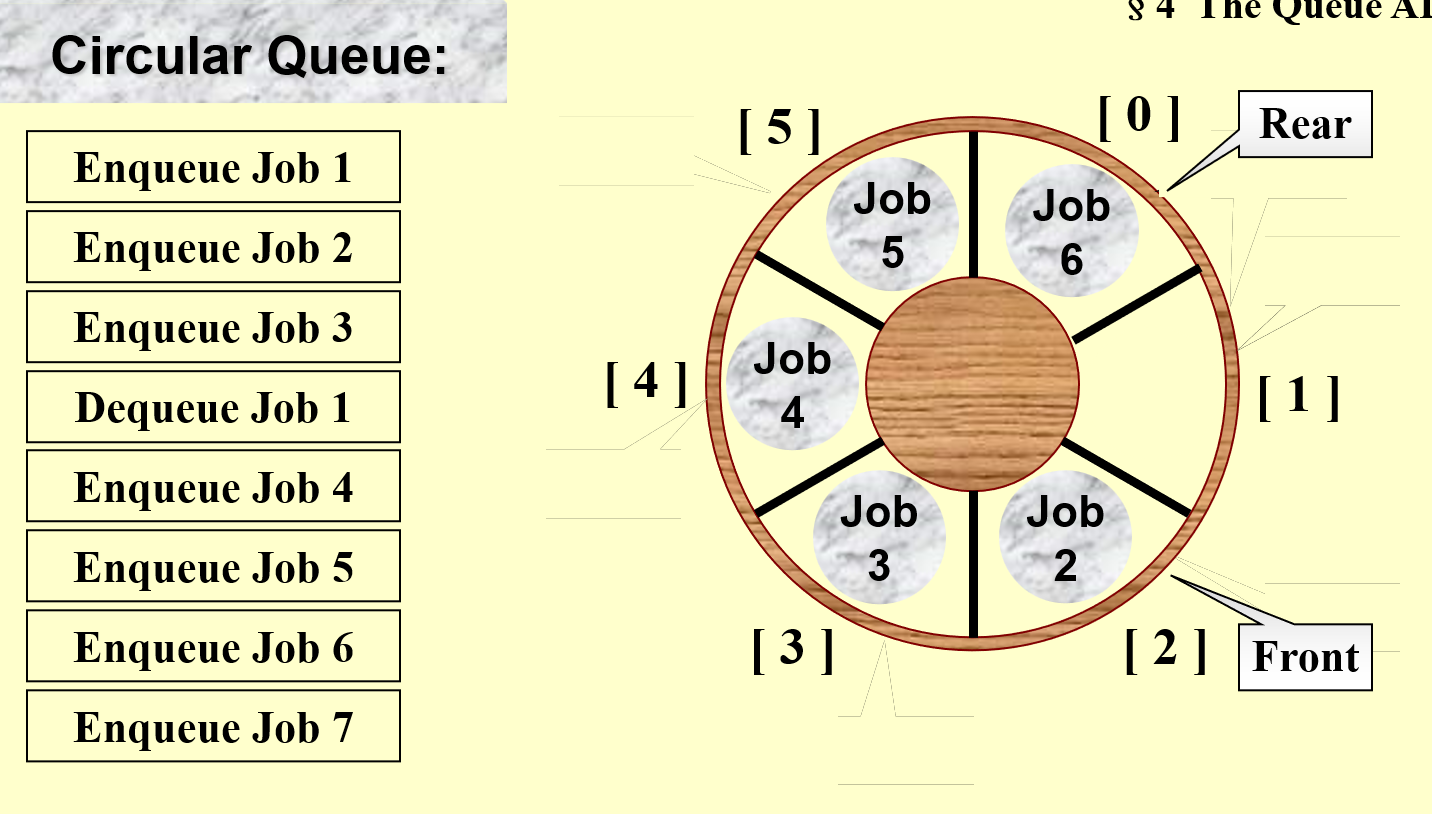 § 4 The Queue
Circular Queue:
Enqueue Job 1
Enqueue Job 2
Enqueue Job 3
Dequeue Job 1
Enqueue Job 4
Enqueue Job 5
Enqueue Job 6
Enqueue Job 7
[ 5 ]
[ 0 ]
Rear
Job
5
Job
6
[ 4 ]
Job
4
[ 1 ]
Job
3
Job
2
[ 3 ]
[ 2 ]
Front